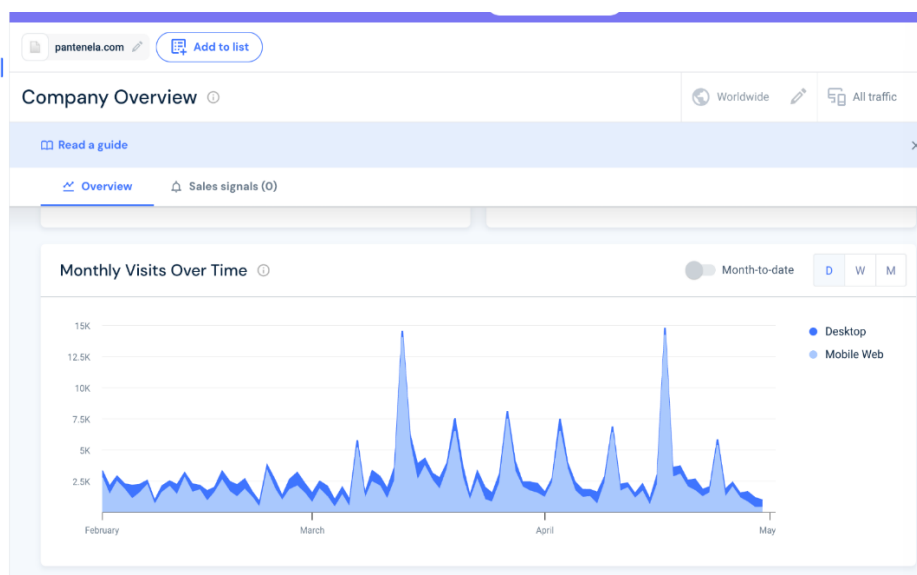 pantenela.com
Add to list
Company Overview
Worldwide
All traffic
Read a guide
Overview
Sales signals (0)
Monthly Visits Over Time
Month-to-date
D W M
15K
12.5K
10K
7.5K
5K
2.5K
February March April May
Desktop
Mobile Web